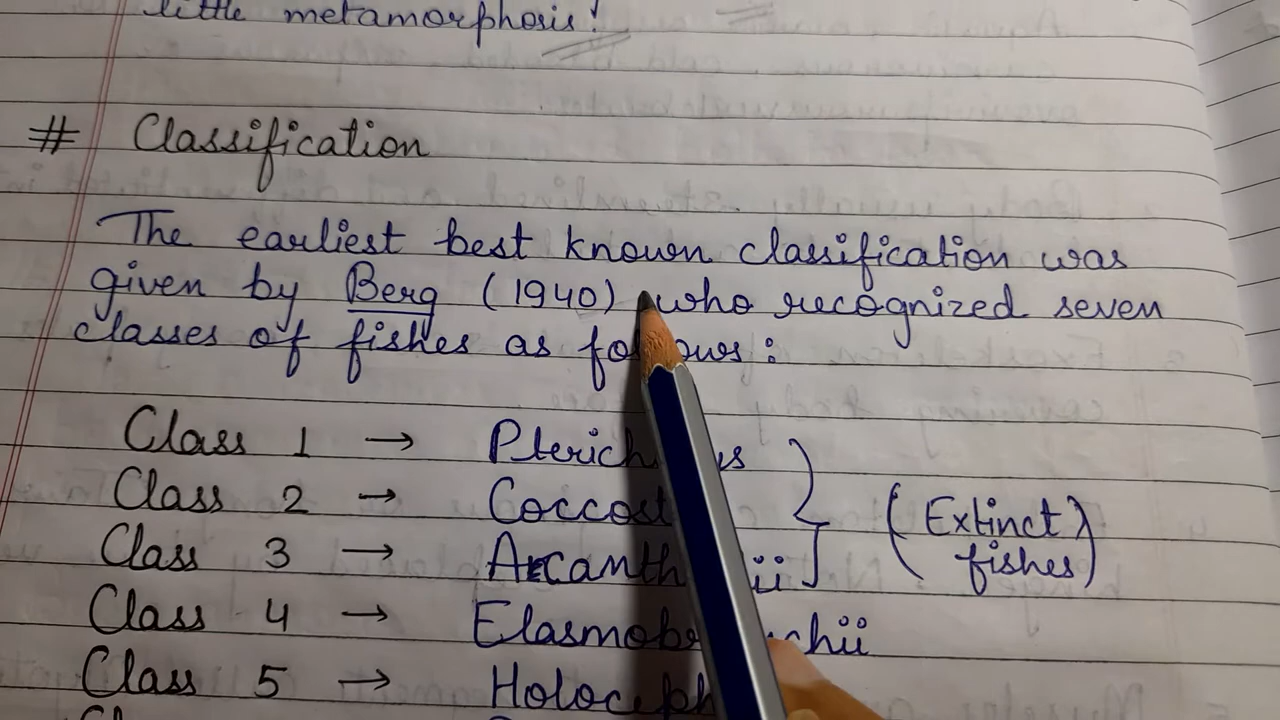 little metamorphosis!
# Classification
The earliest best known classification was
given by Berg (1940) who recognized seven
classes of fishes as
Class 1 →
Class 2 →
Class 3 →
(Extinct
fishes)
Class 4 →
Class 5 →